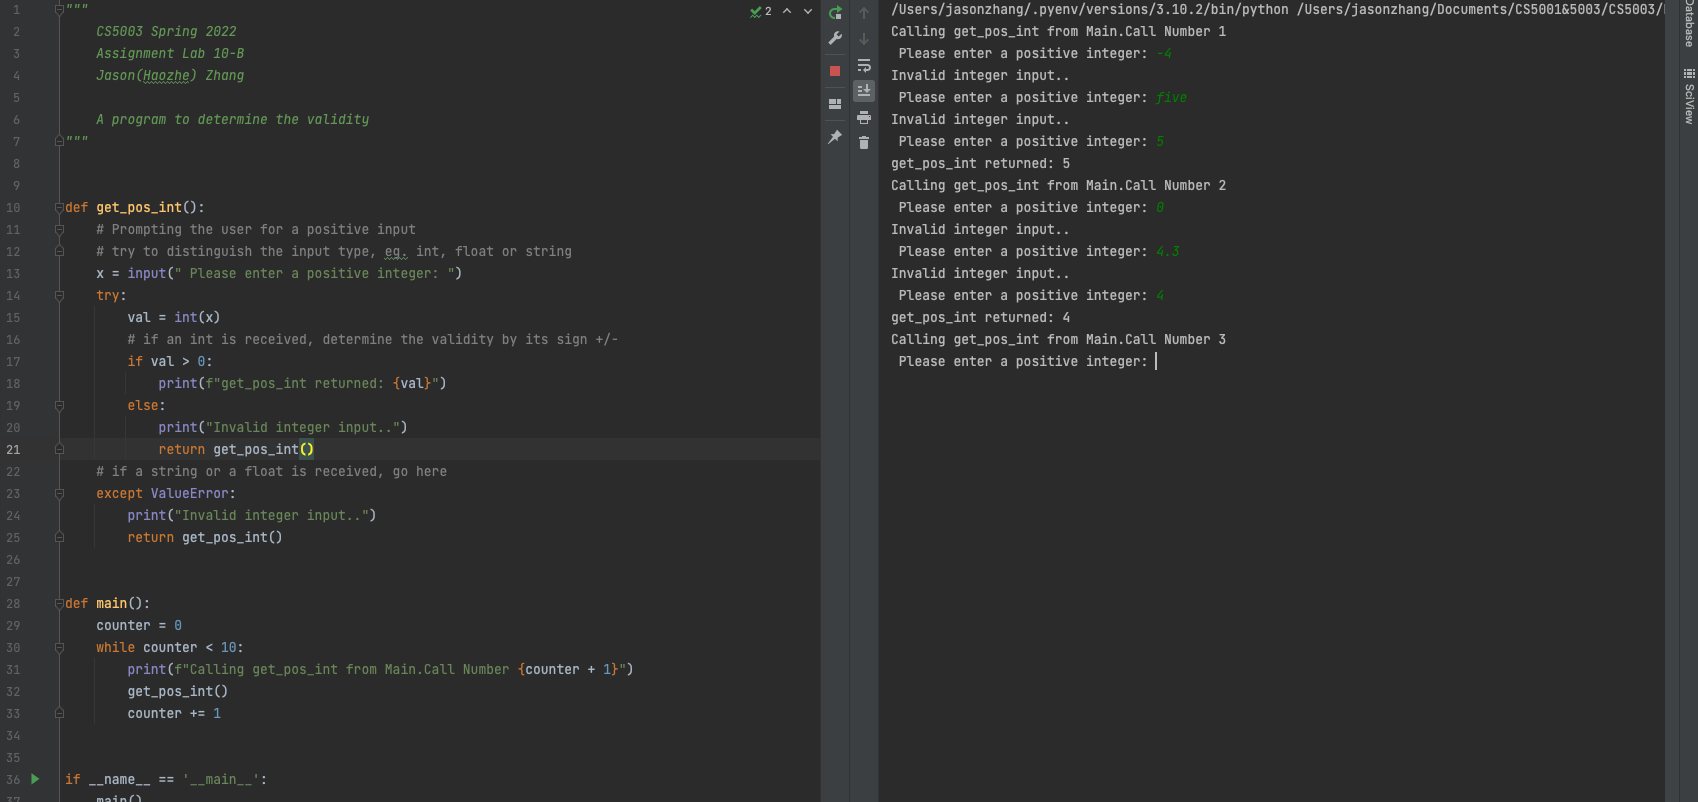 1 """
2 CS5003 Spring 2022
3 Assignment Lab 10-B
4 Jason(Haozhe) Zhang
5
6 A program to determine the validity
7 """
8
9
10 def get_pos_int():
11 # Prompting the user for a positive input
12 # try to distinguish the input type, eg. int, float or string
13 x = input(" Please enter a positive integer: ")
14 try:
15 val = int(x)
16 # if an int is received, determine the validity by its sign +/-
17 if val > 0:
18 print(f"get_pos_int returned: {val}")
19 else:
20 print("Invalid integer input..")
21 return get_pos_int()
22 # if a string or a float is received, go here
23 except ValueError:
24 print("Invalid integer input..")
25 return get_pos_int()
26
27
28 def main():
29 counter = 0
30 while counter < 10:
31 print(f"Calling get_pos_int from Main.Call Number {counter + 1}")
32 get_pos_int()
33 counter += 1
34
35
36 if __name__ == '__main__':
37 main()
2
/Users/jasonzhang/.pyenv/versions/3.10.2/bin/python /Users/jasonzhang/Documents/CS5001&5003/CS5003/
Calling get_pos_int from Main.Call Number 1
Please enter a positive integer: -4
Invalid integer input..
Please enter a positive integer: five
Invalid integer input..
Please enter a positive integer: 5
get_pos_int returned: 5
Calling get_pos_int from Main.Call Number 2
Please enter a positive integer: 0
Invalid integer input..
Please enter a positive integer: 4.3
Invalid integer input..
Please enter a positive integer: 4
get_pos_int returned: 4
Calling get_pos_int from Main.Call Number 3
Please enter a positive integer:
Database
SciView